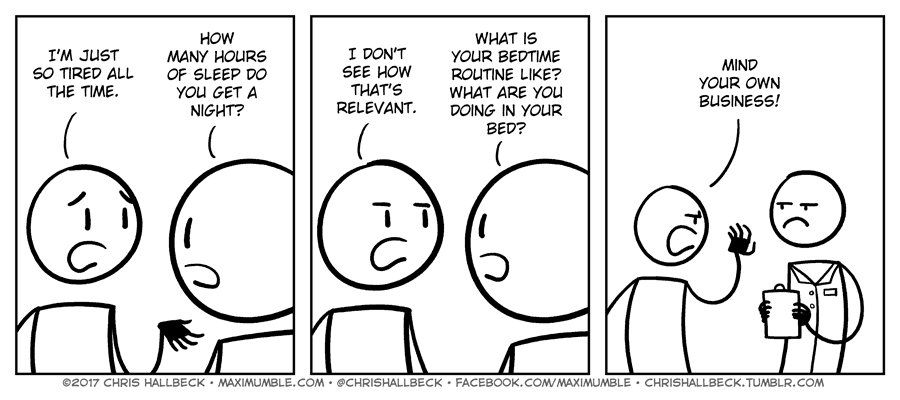 I'M JUST
SO TIRED ALL
THE TIME.
HOW
MANY HOURS
OF SLEEP DO
YOU GET A
NIGHT?
I DON'T
SEE HOW
THAT'S
RELEVANT.
WHAT IS
YOUR BEDTIME
ROUTINE LIKE?
WHAT ARE YOU
DOING IN YOUR
BED?
MIND
YOUR OWN
BUSINESS!
©2017 CHRIS HALLBECK • MAXIMUMBLE.COM • @CHRISHALLBECK • FACEBOOK.COM/MAXIMUMBLE • CHRISHALLBECK.TUMBLR.COM